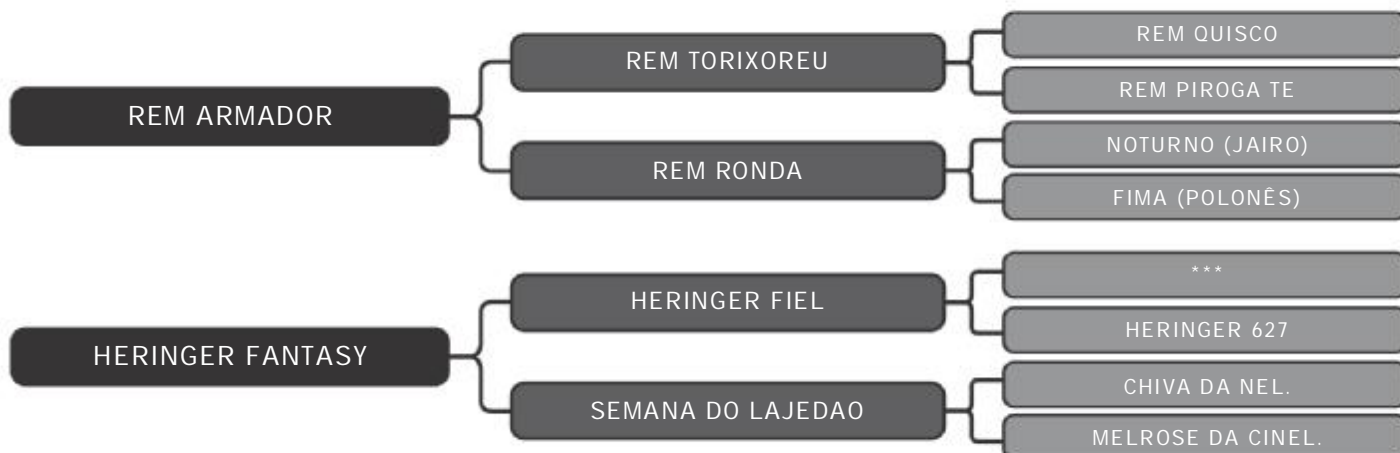 REM ARMADOR
REM TORIXOREU
REM QUISCO
REM PIROGA TE
REM RONDA
NOTURNO (JAIRO)
FIMA (POLONÊS)
HERINGER FANTASY
HERINGER FIEL
***
HERINGER 627
SEMANA DO LAJEDAO
CHIVA DA NEL.
MELROSE DA CINEL.